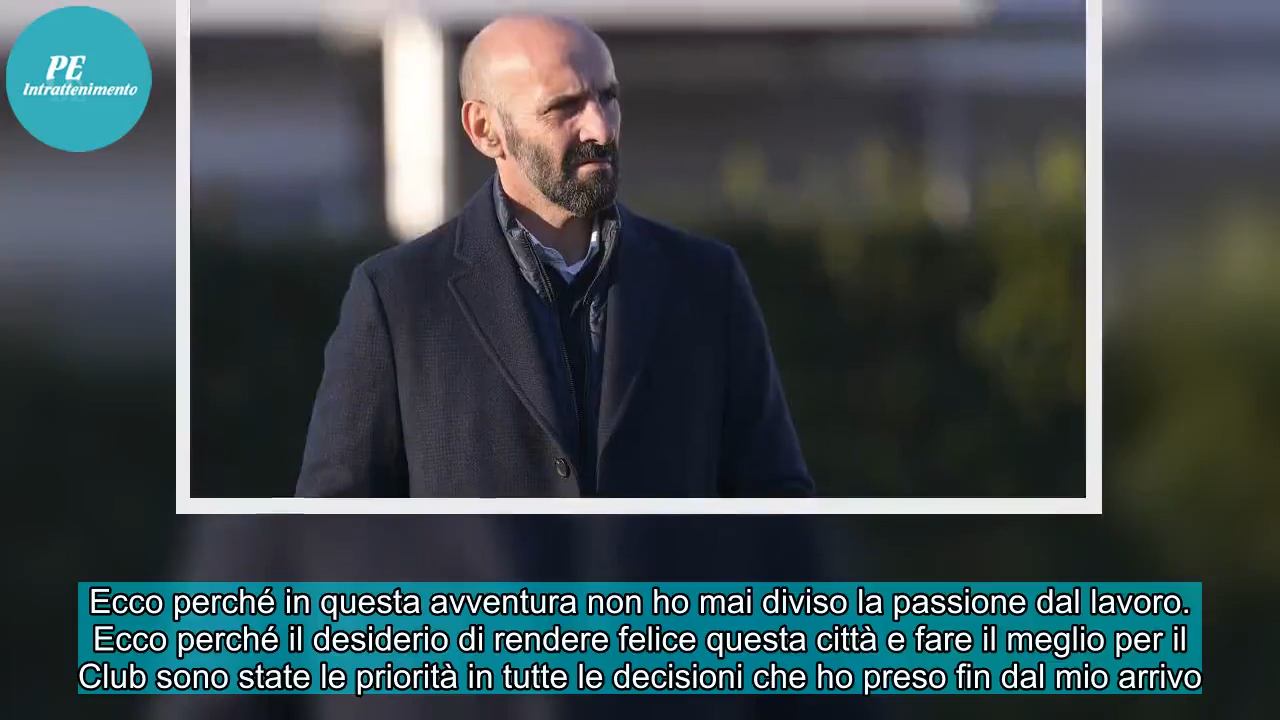 PE
Intrattenimento
Ecco perché in questa avventura non ho mai diviso la passione dal lavoro.
Ecco perché il desiderio di rendere felice questa città e fare il meglio per il
Club sono state le priorità in tutte le decisioni che ho preso fin dal mio arrivo